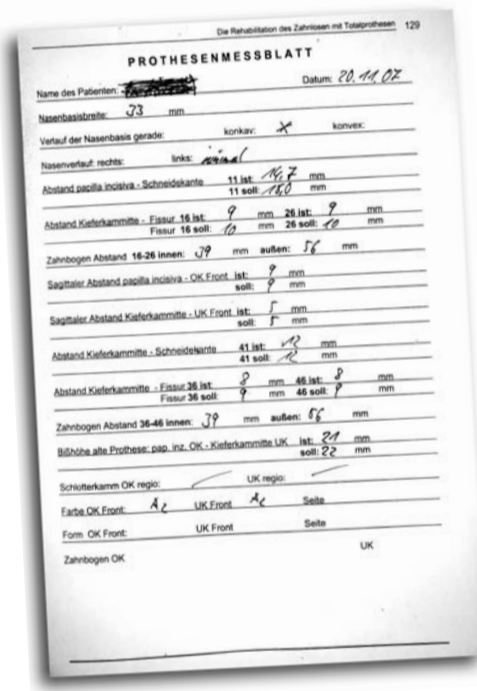 Die Rehabilitation des Zahnlosen mit Totalprothesen 129
PROTHESENMESSBLATT
Name des Patienten: Datum: 20.11.07
Nasenbasisbreite: 33 mm
Verlauf der Nasenbasis gerade: konkav: X konvex:
Nasenverlauf: rechts: links:
Abstand papilla incisiva - Schneidekante 11 ist: 14,7 mm
11 soll: 15,0 mm
Abstand Kieferkammitte - Fissur 16 ist: 9 mm 26 ist: 9 mm
Fissur 16 soll: 10 mm 26 soll: 10 mm
Zahnbogen Abstand 16-26 innen: 39 mm außen: 56 mm
Sagittaler Abstand papilla incisiva - OK Front ist: 9 mm
soll: 9 mm
Sagittaler Abstand Kieferkammitte - UK Front ist: 5 mm
soll: 5 mm
Abstand Kieferkammitte - Schneidekante 41 ist: 12 mm
41 soll: 12 mm
Abstand Kieferkammitte - Fissur 36 ist: 8 mm 46 ist: 8 mm
Fissur 36 soll: 9 mm 46 soll: 9 mm
Zahnbogen Abstand 36-46 innen: 39 mm außen: 56 mm
Bißhöhe alte Prothese: pap. inz. OK - Kieferkammitte UK ist: 21 mm
soll: 22 mm
Schlotterkamm OK regio: UK regio:
Farbe OK Front: A2 UK Front A2 Seite
Form OK Front: UK Front Seite
Zahnbogen OK UK